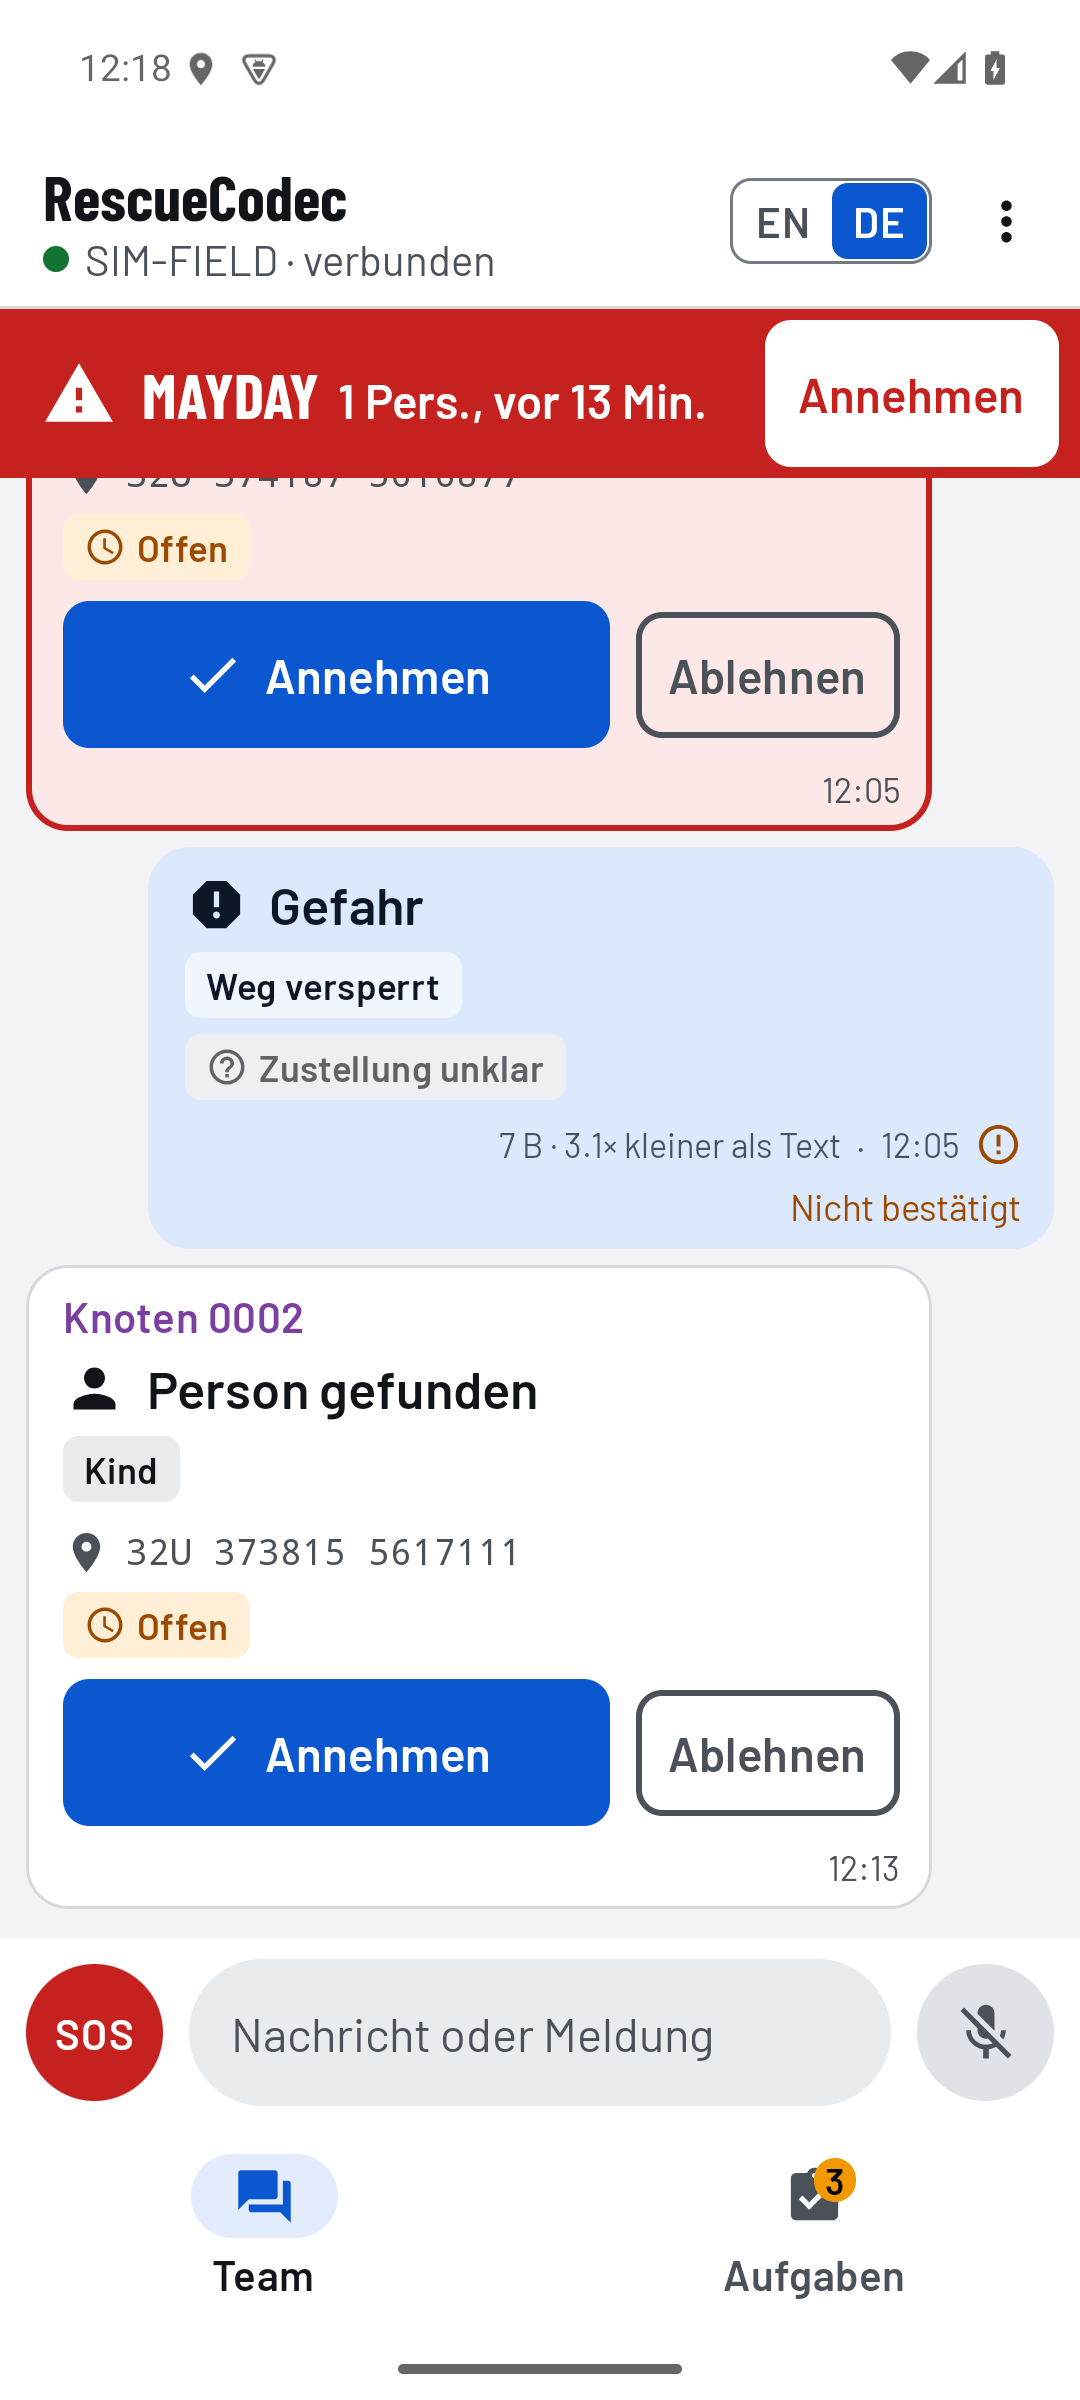 12:18
RescueCodec
SIM-FIELD · verbunden
EN DE
MAYDAY 1 Pers., vor 13 Min.
Annehmen
Offen
Annehmen
Ablehnen
12:05
Gefahr
Weg versperrt
Zustellung unklar
7 B · 3.1× kleiner als Text · 12:05
Nicht bestätigt
Knoten 0002
Person gefunden
Kind
32U 373815 5617111
Offen
Annehmen
Ablehnen
12:13
SOS
Nachricht oder Meldung
3
Team
Aufgaben